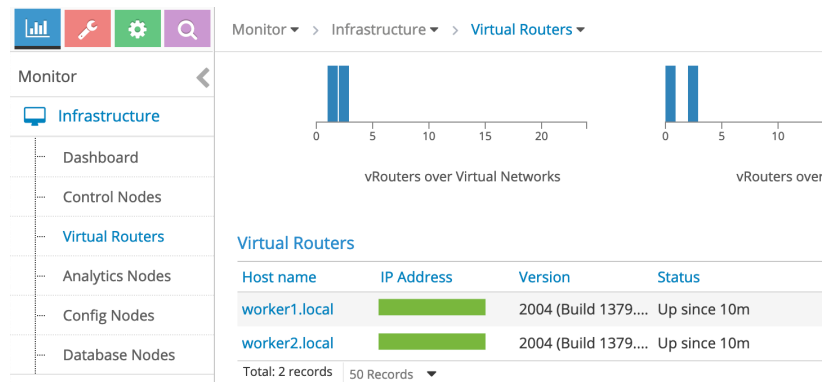 Monitor > Infrastructure > Virtual Routers
Monitor
Infrastructure
Dashboard
Control Nodes
Virtual Routers
Analytics Nodes
Config Nodes
Database Nodes
0 5 10 15 20
vRouters over Virtual Networks
0 5 10
vRouters over
Virtual Routers
Host name IP Address Version Status
worker1.local 2004 (Build 1379.... Up since 10m
worker2.local 2004 (Build 1379.... Up since 10m
Total: 2 records 50 Records